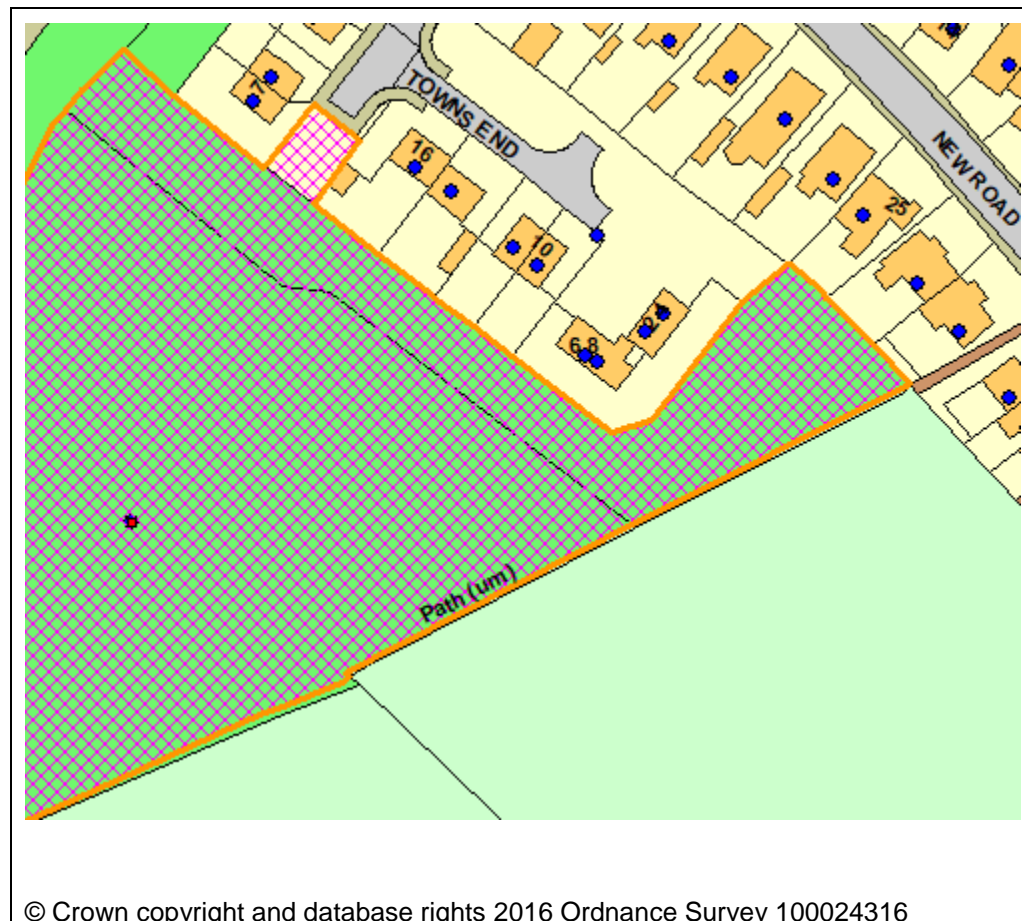 7
TOWNS END
16
NEW ROAD
25
10
6,8
Path (um)
© Crown copyright and database rights 2016 Ordnance Survey 100024316